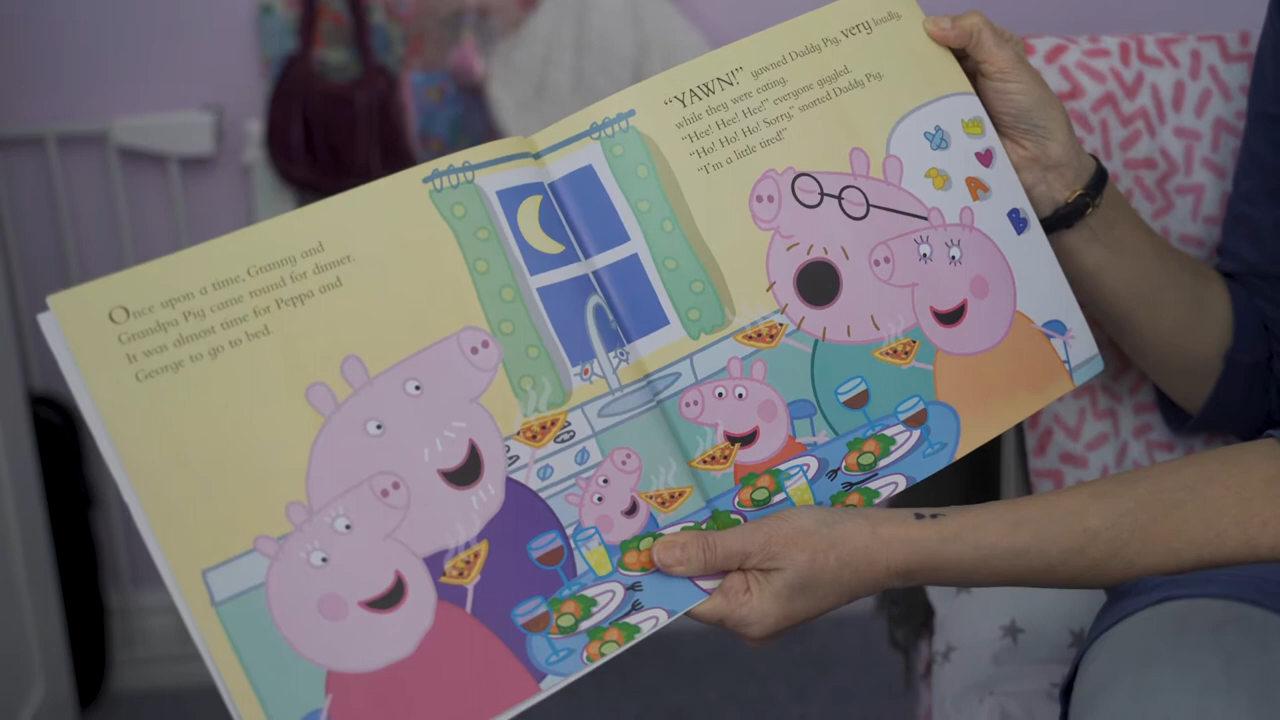 Once upon a time, Granny and
Grandpa Pig came round for dinner.
It was almost time for Peppa and
George to go to bed.
“YAWN!” yawned Daddy Pig, very loudly,
while they were eating.
“Hee! Hee! Hee!” everyone giggled.
“Ho! Ho! Ho! Sorry,” snorted Daddy Pig.
“I’m a little tired!”
A
B